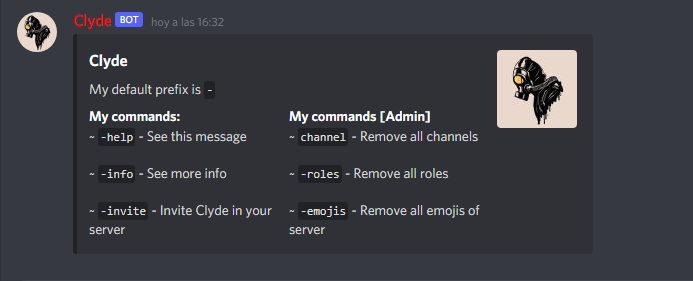 Clyde BOT hoy a las 16:32
Clyde
My default prefix is -
My commands:
~ -help - See this message
~ -info - See more info
~ -invite - Invite Clyde in your
server
My commands [Admin]
~ channel - Remove all channels
~ -roles - Remove all roles
~ -emojis - Remove all emojis of
server